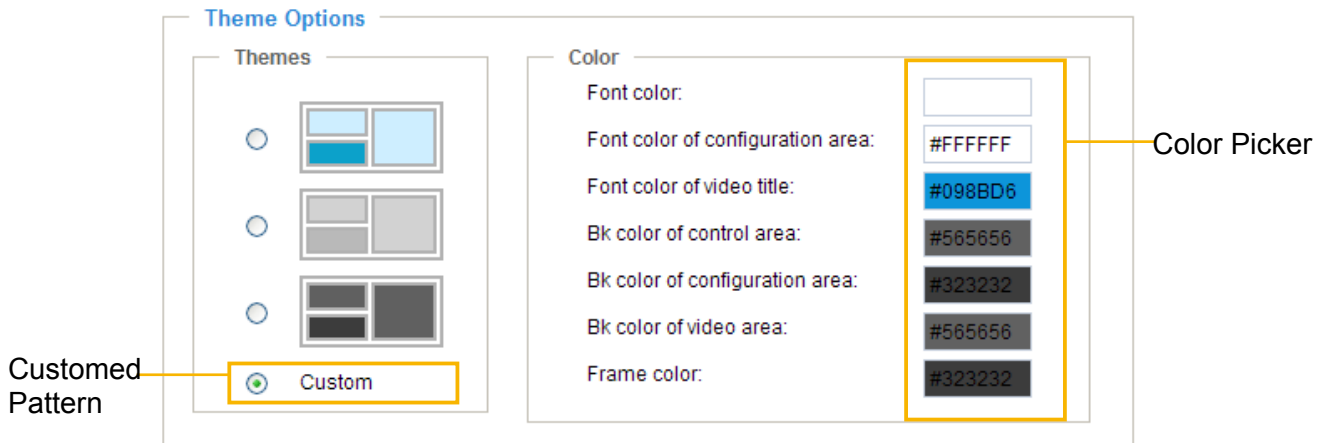 Theme Options
Themes
Custom
Customed
Pattern
Color
Font color:
Font color of configuration area: #FFFFFF
Font color of video title: #098BD6
Bk color of control area: #565656
Bk color of configuration area: #323232
Bk color of video area: #565656
Frame color: #323232
Color Picker